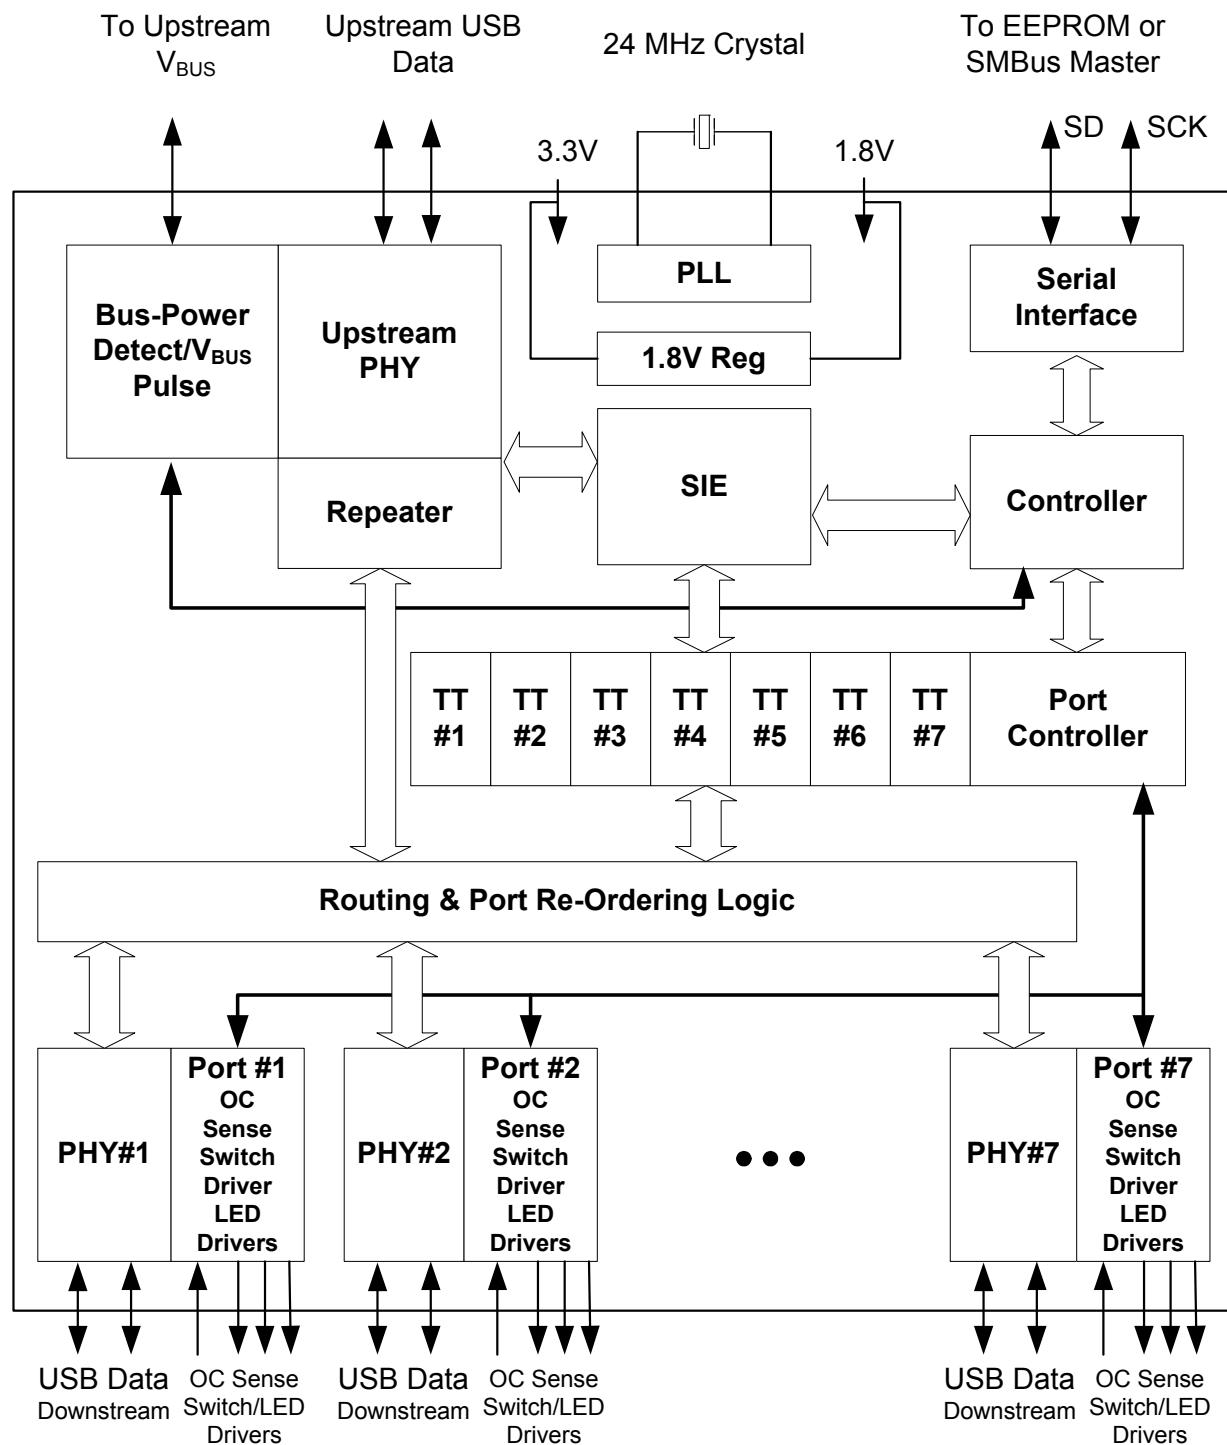 To Upstream
VBUS
Upstream USB
Data
24 MHz Crystal
To EEPROM or
SMBus Master
SD
SCK
3.3V
1.8V
Bus-Power
Detect/VBUS
Pulse
Upstream
PHY
PLL
1.8V Reg
Serial
Interface
Repeater
SIE
Controller
TT
#1
TT
#2
TT
#3
TT
#4
TT
#5
TT
#6
TT
#7
Port
Controller
Routing & Port Re-Ordering Logic
PHY#1
Port #1
OC
Sense
Switch
Driver
LED
Drivers
PHY#2
Port #2
OC
Sense
Switch
Driver
LED
Drivers
PHY#7
Port #7
OC
Sense
Switch
Driver
LED
Drivers
USB Data
Downstream
OC Sense
Switch/LED
Drivers
USB Data
Downstream
OC Sense
Switch/LED
Drivers
USB Data
Downstream
OC Sense
Switch/LED
Drivers